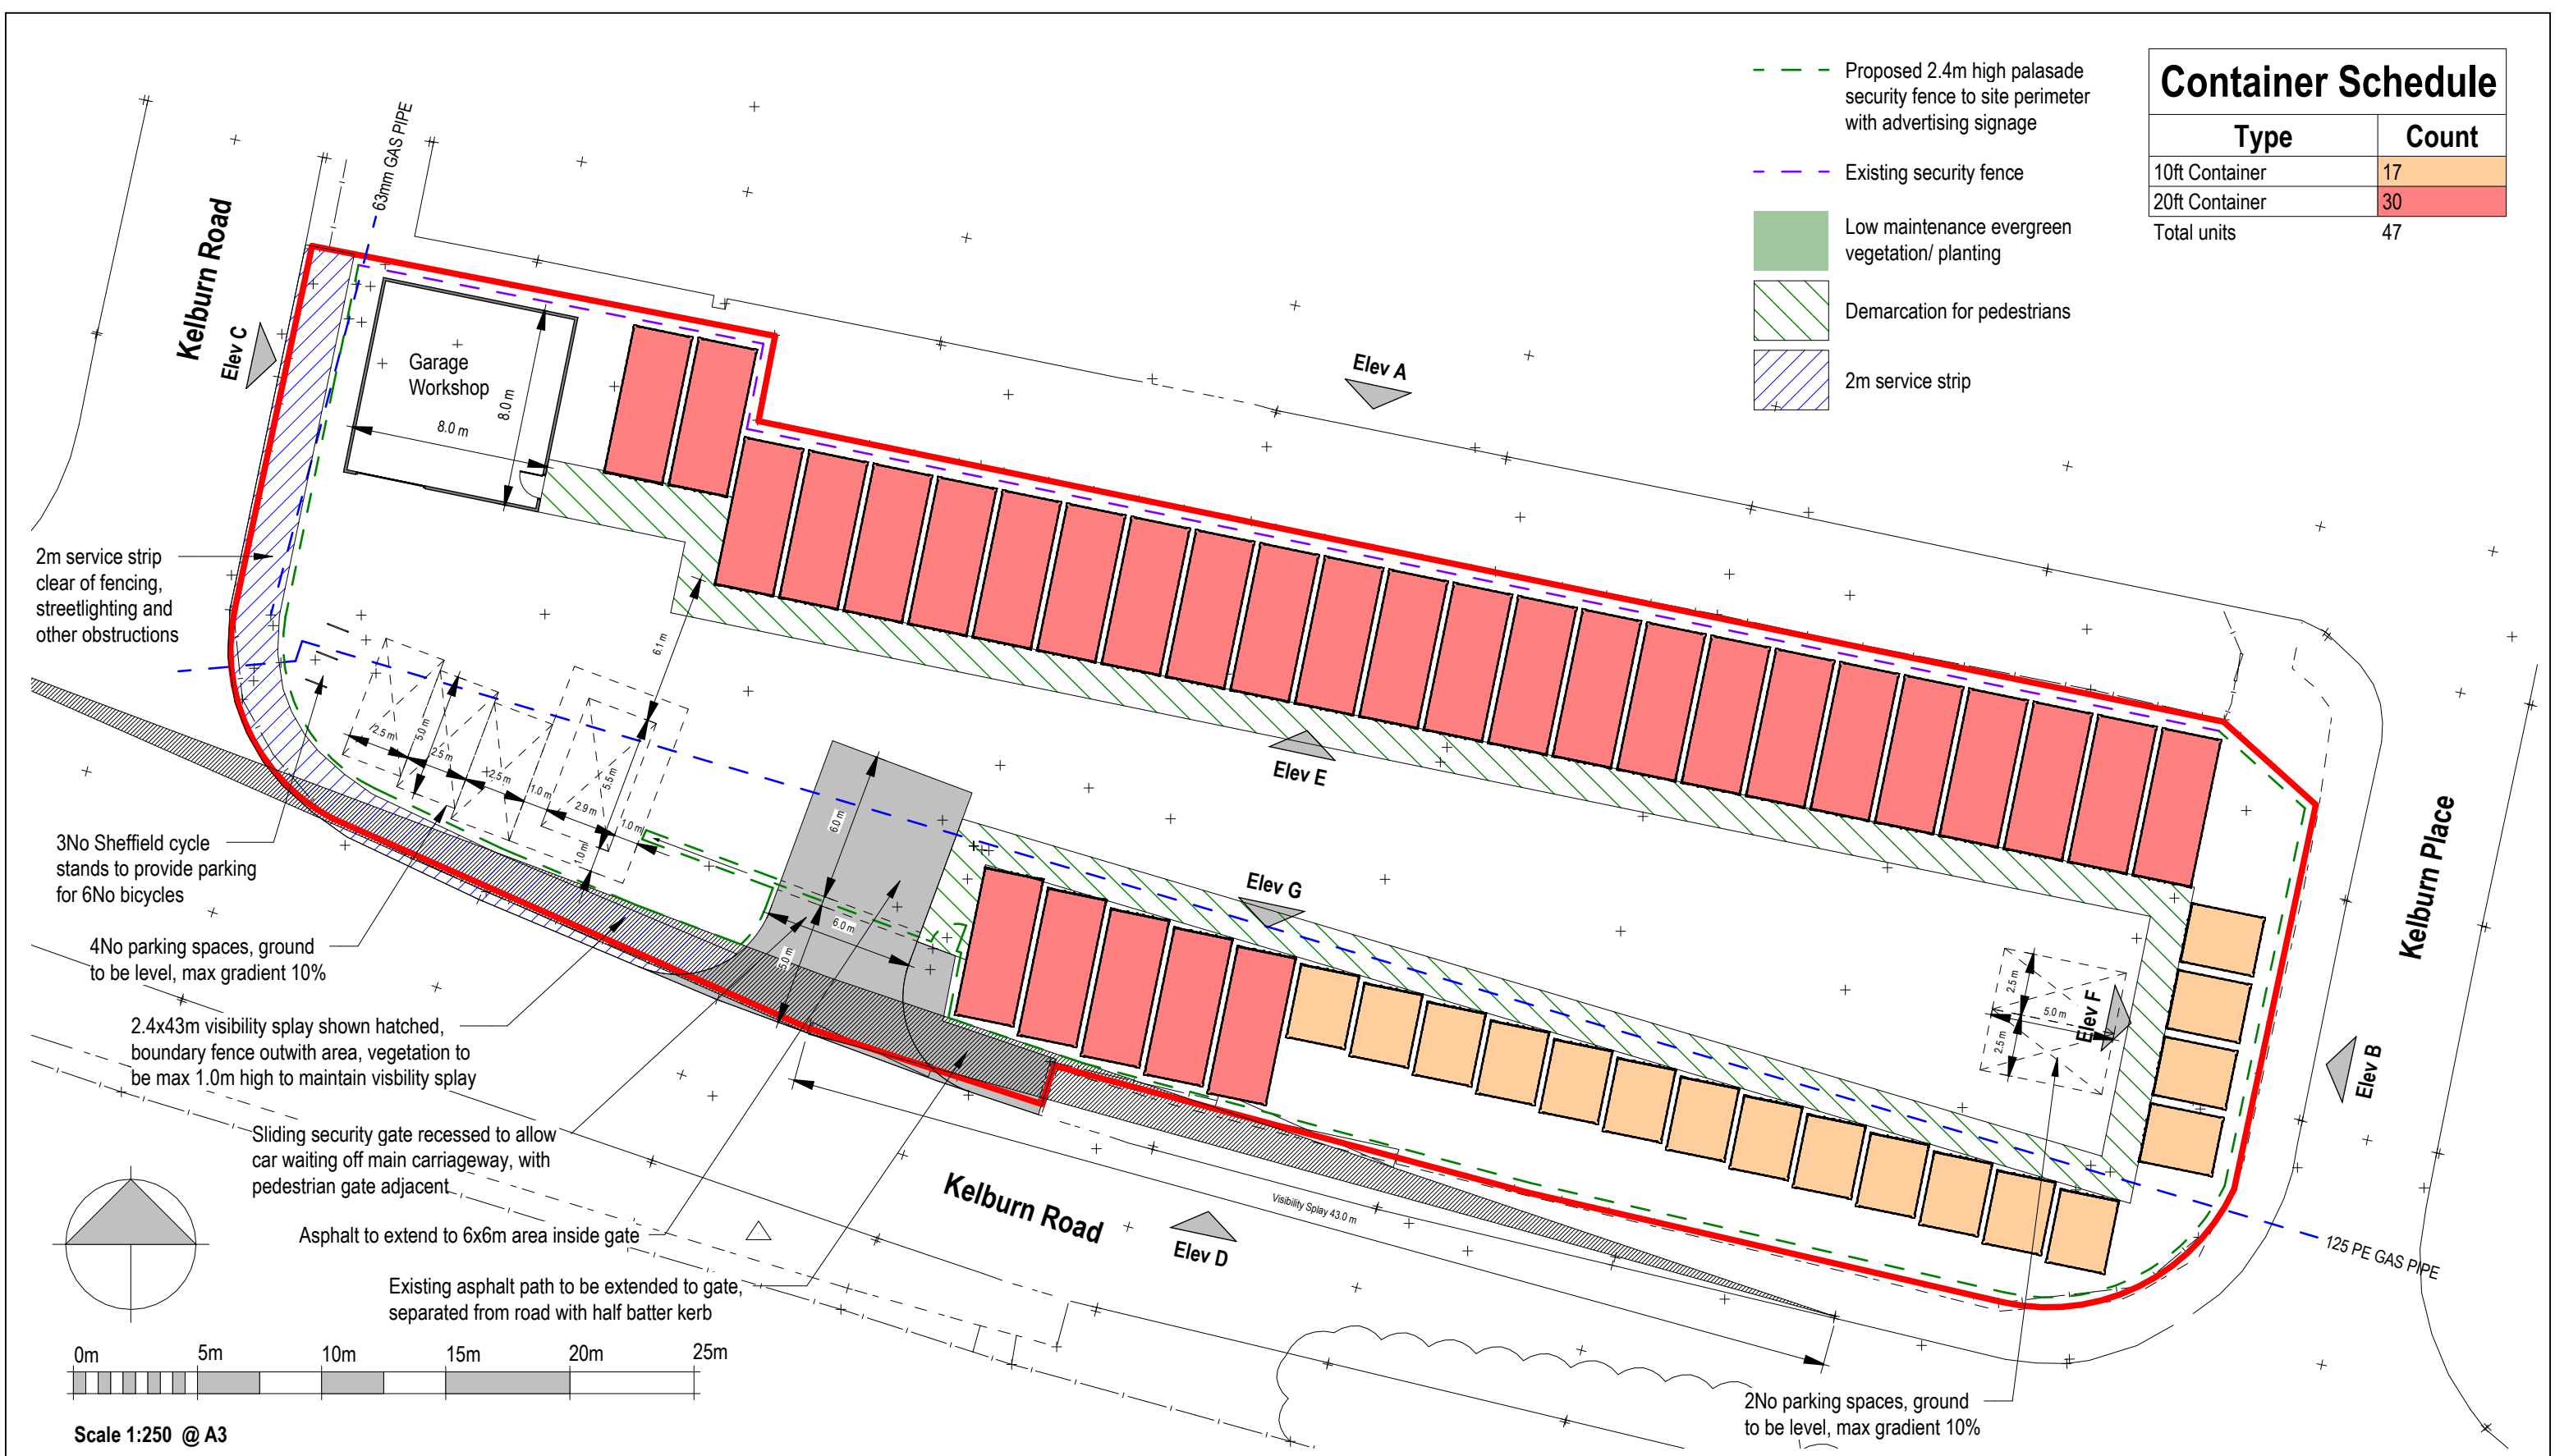 Proposed 2.4m high palasade
security fence to site perimeter
with advertising signage
Existing security fence
Low maintenance evergreen
vegetation/ planting
Demarcation for pedestrians
2m service strip
Container Schedule
Type Count
10ft Container 17
20ft Container 30
Total units 47
63mm GAS PIPE
Kelburn Road
Elev C
Garage
Workshop
8.0 m
8.0 m
Elev A
2m service strip
clear of fencing,
streetlighting and
other obstructions
6.1 m
2.5 m
5.0 m
2.5 m
2.5 m
1.0 m
2.9 m
5.5 m
1.0 m
1.0 m
6.0 m
6.0 m
5.0 m
Elev E
Elev G
Elev F
2.5 m
5.0 m
2.5 m
Kelburn Place
Elev B
3No Sheffield cycle
stands to provide parking
for 6No bicycles
4No parking spaces, ground
to be level, max gradient 10%
2.4x43m visibility splay shown hatched,
boundary fence outwith area, vegetation to
be max 1.0m high to maintain visbility splay
Sliding security gate recessed to allow
car waiting off main carriageway, with
pedestrian gate adjacent
Asphalt to extend to 6x6m area inside gate
Existing asphalt path to be extended to gate,
separated from road with half batter kerb
Kelburn Road
Elev D
Visibility Splay 43.0 m
125 PE GAS PIPE
2No parking spaces, ground
to be level, max gradient 10%
0m 5m 10m 15m 20m 25m
Scale 1:250 @ A3